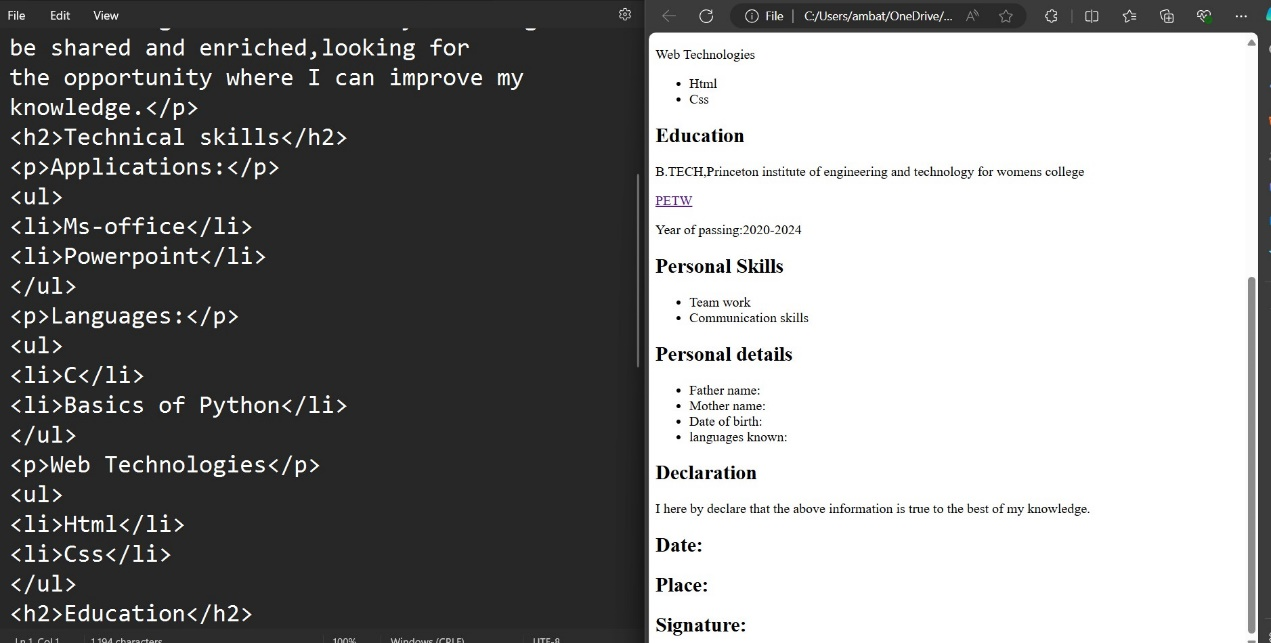 File Edit View
be shared and enriched,looking for
the opportunity where I can improve my
knowledge.</p>
<h2>Technical skills</h2>
<p>Applications:</p>
<ul>
<li>Ms-office</li>
<li>Powerpoint</li>
</ul>
<p>Languages:</p>
<ul>
<li>C</li>
<li>Basics of Python</li>
</ul>
<p>Web Technologies</p>
<ul>
<li>Html</li>
<li>Css</li>
</ul>
<h2>Education</h2>
Ln 1, Col 1 1,194 characters 100% Windows (CRLF) UTF-8
File C:/Users/ambat/OneDrive/...
Web Technologies
Html
Css
Education
B.TECH,Princeton institute of engineering and technology for womens college
PETW
Year of passing:2020-2024
Personal Skills
Team work
Communication skills
Personal details
Father name:
Mother name:
Date of birth:
languages known:
Declaration
I here by declare that the above information is true to the best of my knowledge.
Date:
Place:
Signature: